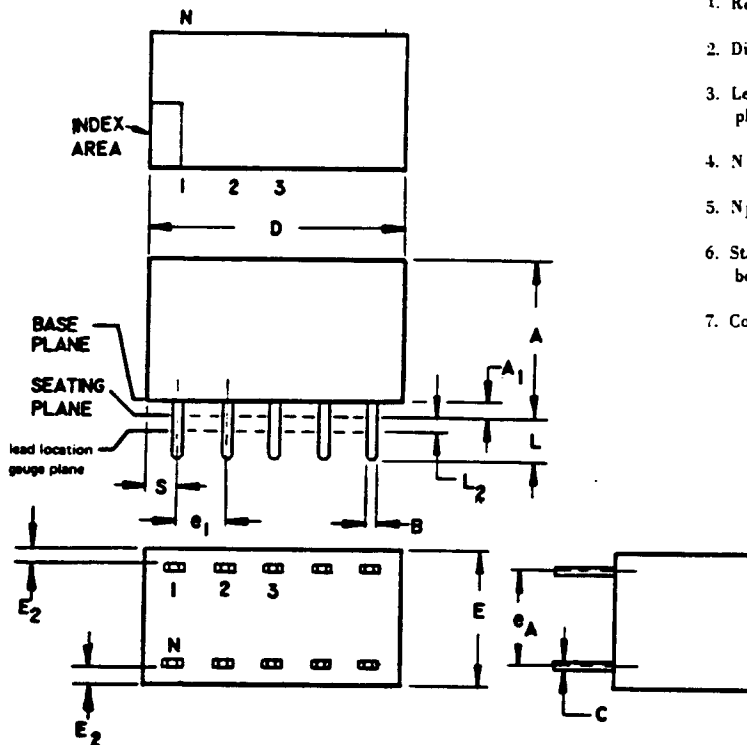 N
INDEX
AREA
1 2 3
D
BASE
PLANE
SEATING
PLANE
lead location
gauge plane
A
A1
L
L2
S
e1
B
E2
1 2 3
N
E2
E
eA
C
1.
2.
3.
4. N
5.
6.
7.